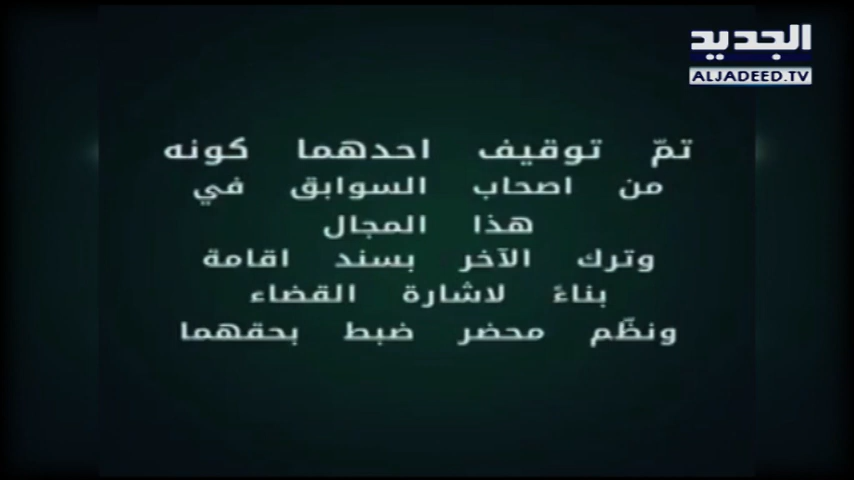 الجديد
ALJADEED.TV
تمّ توقيف احدهما كونه
من اصحاب السوابق في
هذا المجال
وترك الآخر بسند اقامة
بناءً لاشارة القضاء
ونظّم محضر ضبط بحقهما